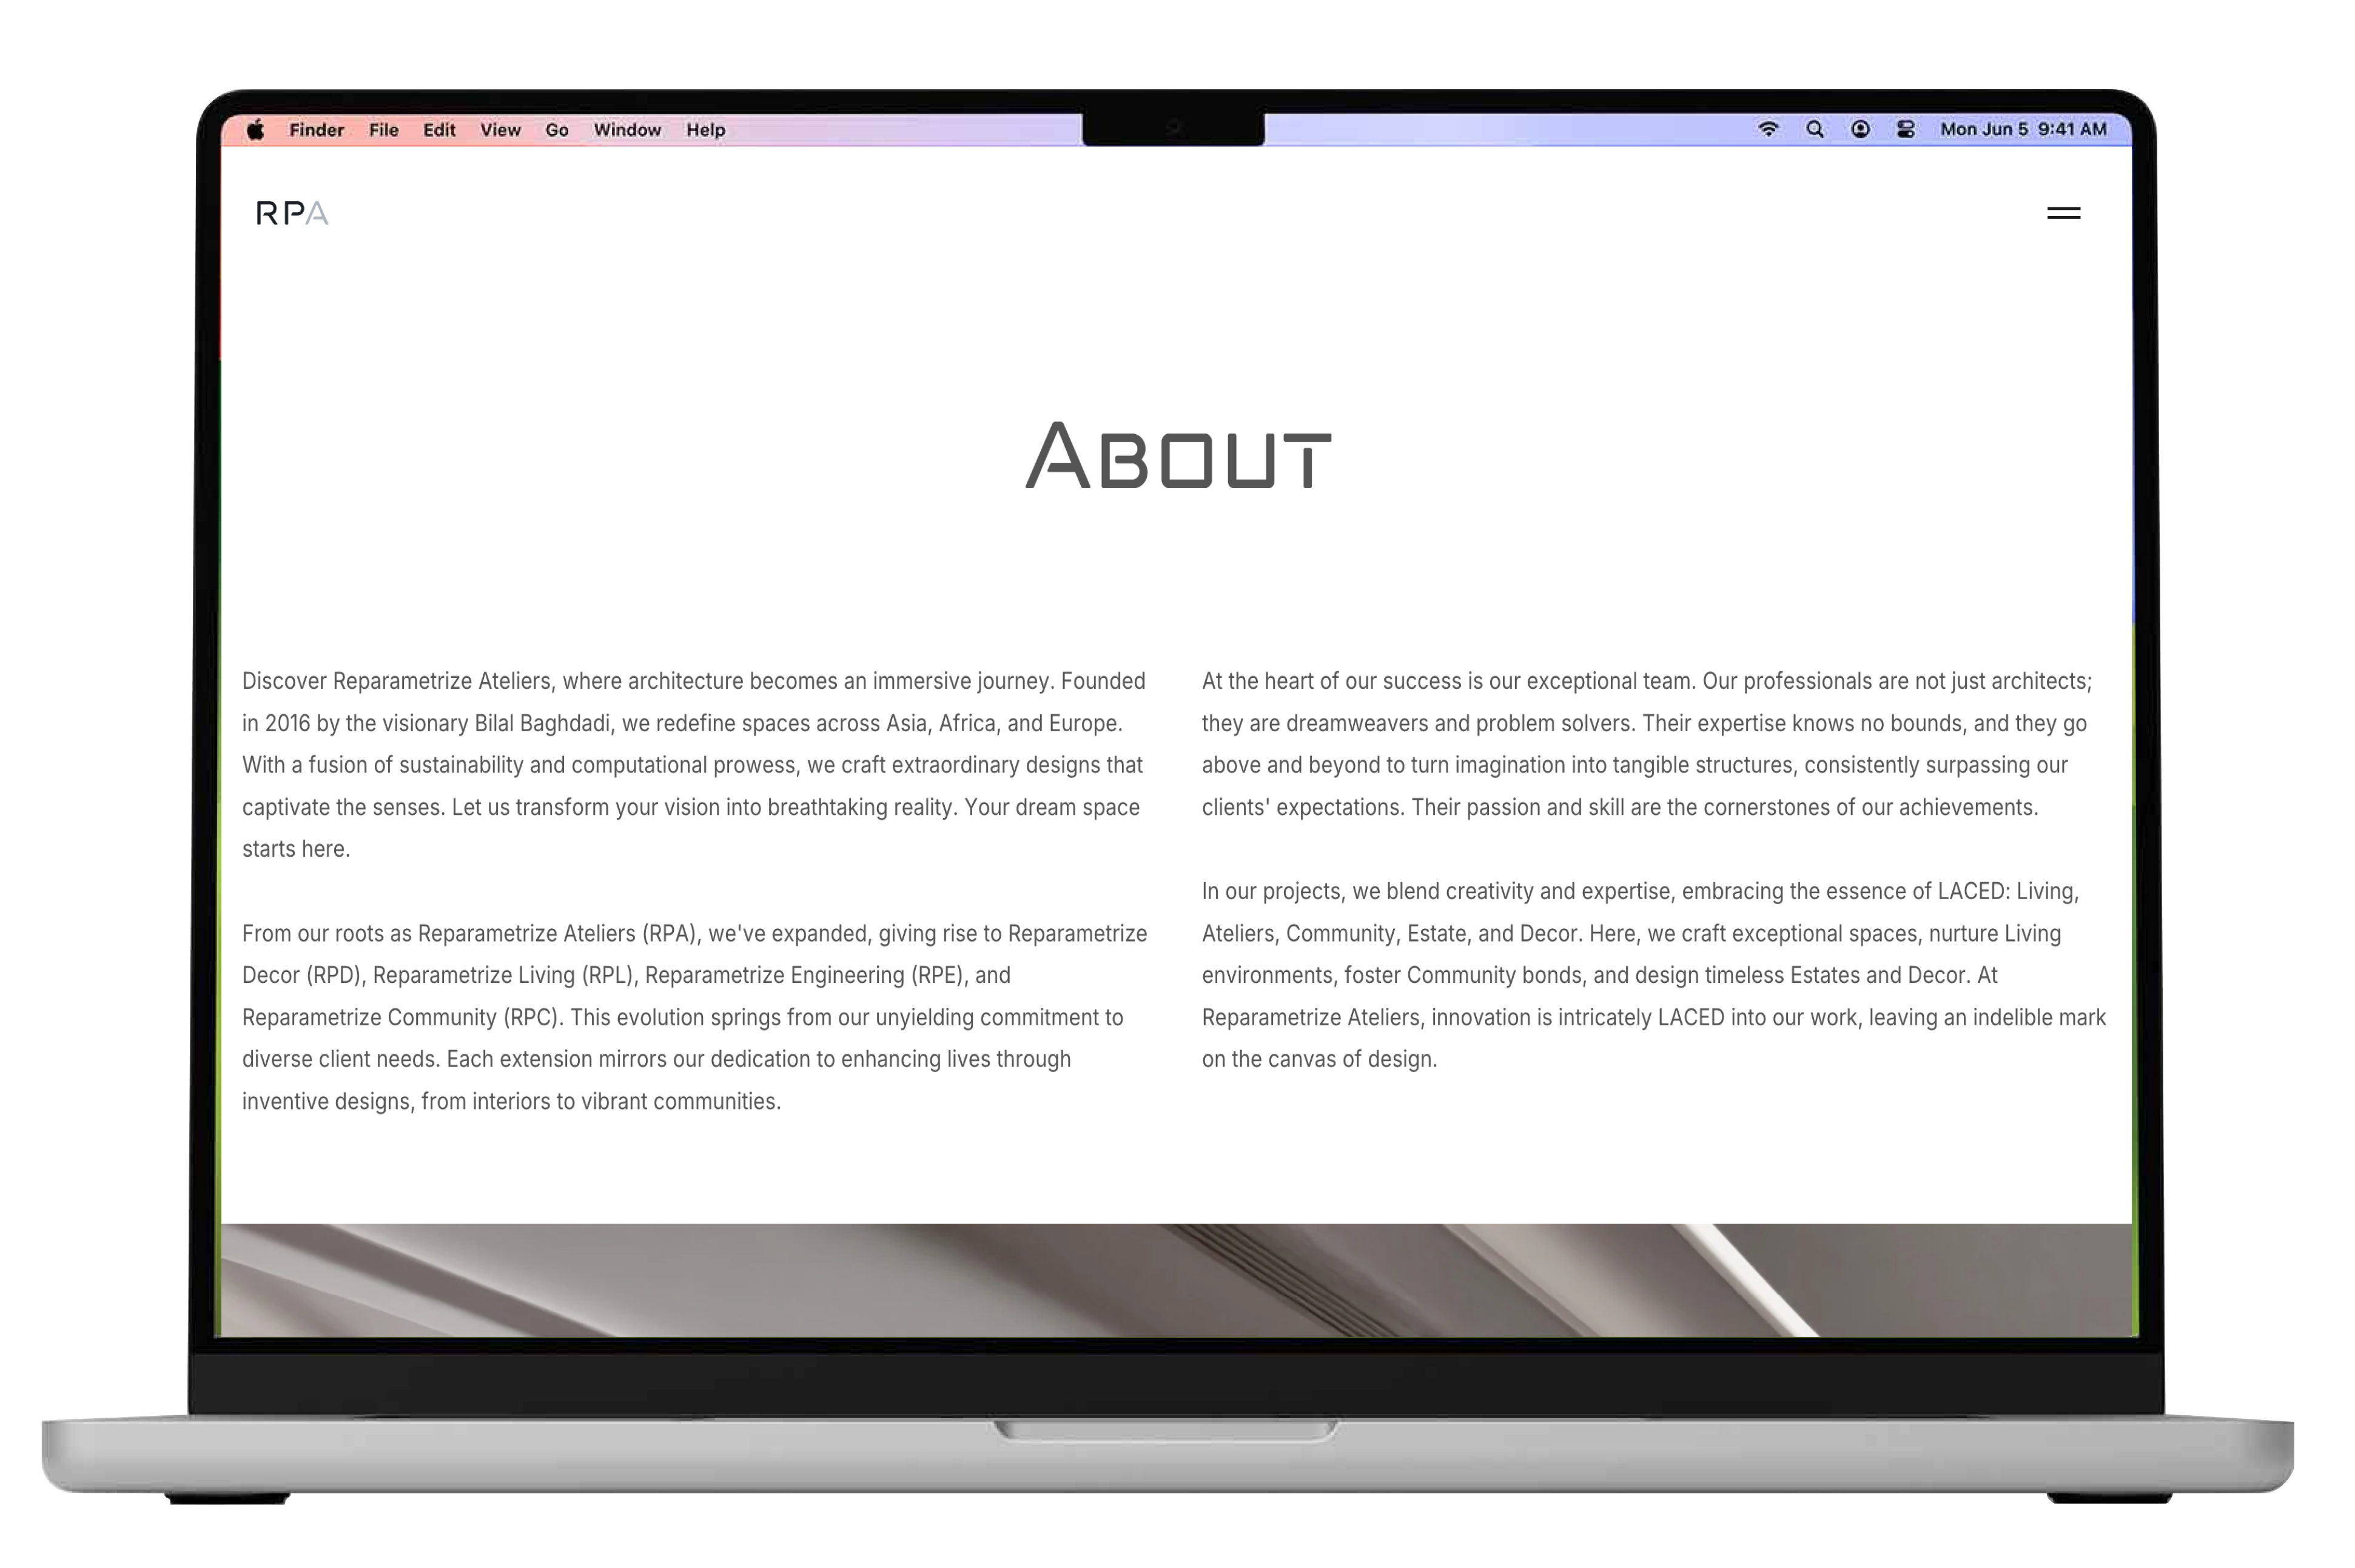 Finder File Edit View Go Window Help
Mon Jun 5 9:41 AM
RPA
About
Discover Reparametrize Ateliers, where architecture becomes an immersive journey. Founded
in 2016 by the visionary Bilal Baghdadi, we redefine spaces across Asia, Africa, and Europe.
With a fusion of sustainability and computational prowess, we craft extraordinary designs that
captivate the senses. Let us transform your vision into breathtaking reality. Your dream space
starts here.
From our roots as Reparametrize Ateliers (RPA), we've expanded, giving rise to Reparametrize
Decor (RPD), Reparametrize Living (RPL), Reparametrize Engineering (RPE), and
Reparametrize Community (RPC). This evolution springs from our unyielding commitment to
diverse client needs. Each extension mirrors our dedication to enhancing lives through
inventive designs, from interiors to vibrant communities.
At the heart of our success is our exceptional team. Our professionals are not just architects;
they are dreamweavers and problem solvers. Their expertise knows no bounds, and they go
above and beyond to turn imagination into tangible structures, consistently surpassing our
clients' expectations. Their passion and skill are the cornerstones of our achievements.
In our projects, we blend creativity and expertise, embracing the essence of LACED: Living,
Ateliers, Community, Estate, and Decor. Here, we craft exceptional spaces, nurture Living
environments, foster Community bonds, and design timeless Estates and Decor. At
Reparametrize Ateliers, innovation is intricately LACED into our work, leaving an indelible mark
on the canvas of design.